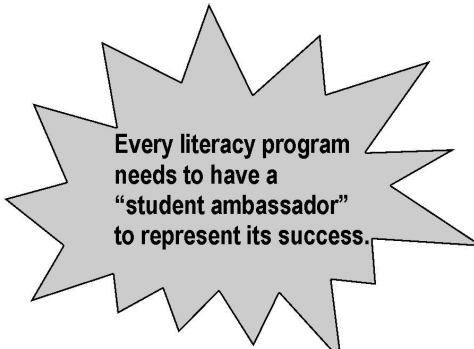 Every literacy program
needs to have a
“student ambassador”
to represent its success.